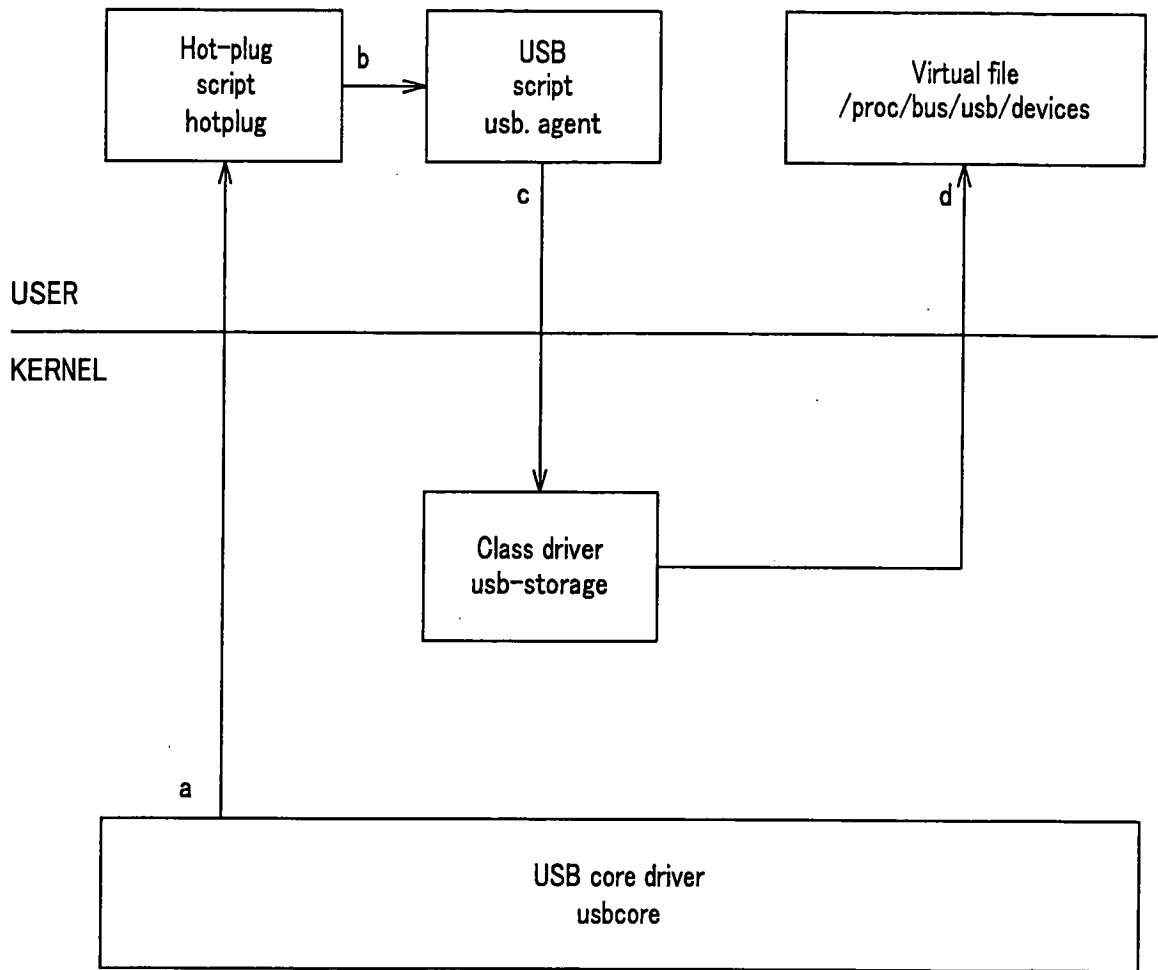 Hot-plug
script
hotplug
b
USB
script
usb. agent
Virtual file
/proc/bus/usb/devices
c
d
USER
KERNEL
Class driver
usb-storage
a
USB core driver
usbcore